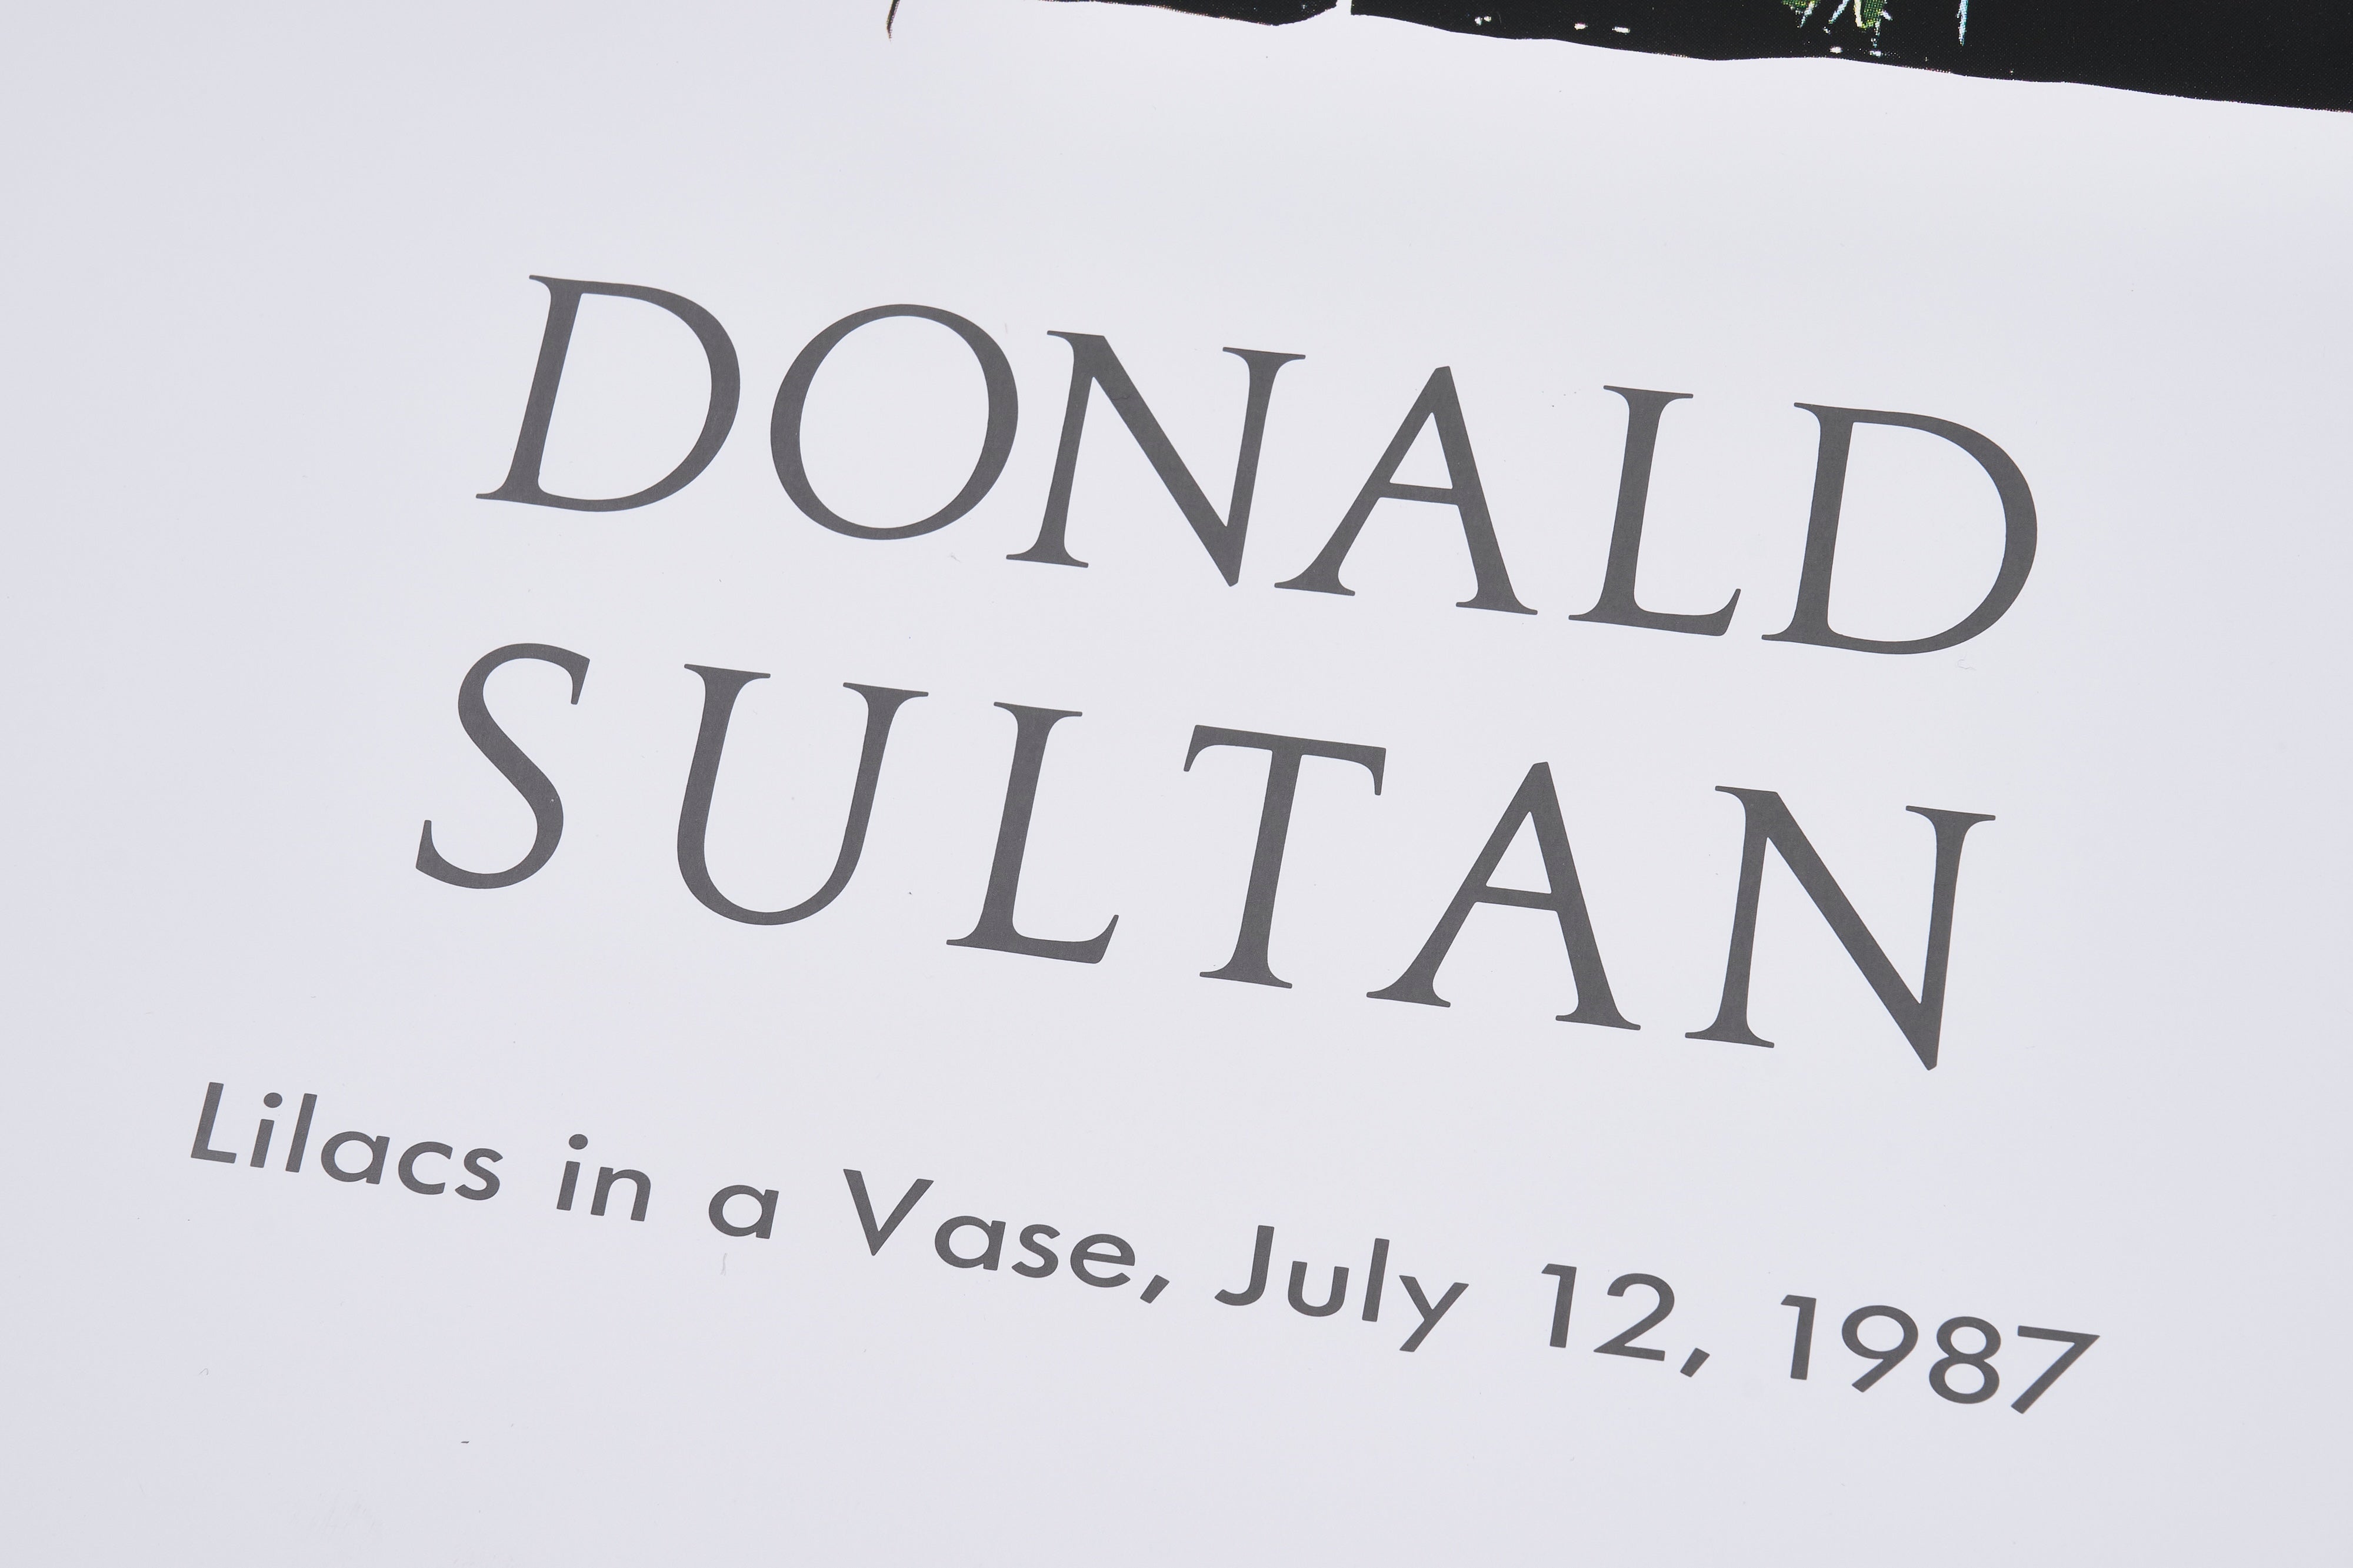 DONALD
SULTAN
Lilacs in a Vase, July 12, 1987